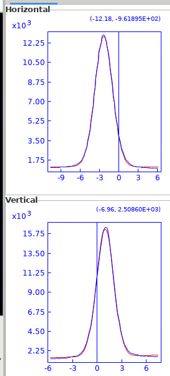 Horizontal
(-12.18, -9.61895E+02)
x10³
12.25
10.50
8.75
7.00
5.25
3.50
1.75
-9 -6 -3 0 3 6
Vertical
(-6.96, 2.50860E+03)
x10³
15.75
13.50
11.25
9.00
6.75
4.50
2.25
-6 -3 0 3 6